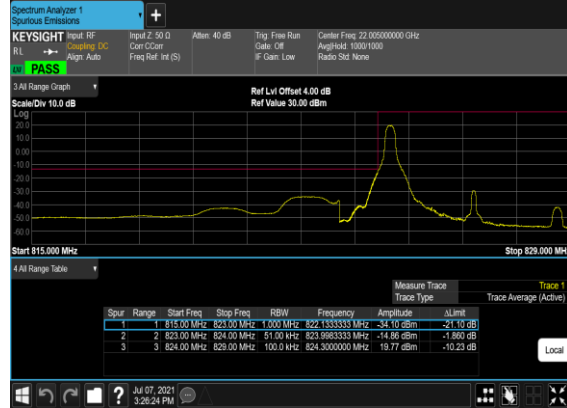 Spectrum Analyzer 1
Spurious Emissions
KEYSIGHT Input: RF Input Z: 50 Ω Atten: 40 dB Trig: Free Run Center Freq: 22.005000000 GHz
RL Coupling: DC Corr CCorr Gate: Off Avg|Hold: 1000/1000
Align: Auto Freq Ref: Int (S) IF Gain: Low Radio Std: None
PASS
3 All Range Graph
Ref Lvl Offset 4.00 dB
Scale/Div 10.0 dB Ref Value 30.00 dBm
Log
20.0
10.0
0.00
-10.0
-20.0
-30.0
-40.0
-50.0
-60.0
Start 815.000 MHz Stop 829.000 MH
4 All Range Table
Measure Trace Trace 1
Trace Type Trace Average (Active)
Spur Range Start Freq Stop Freq RBW Frequency Amplitude ΔLimit
1 1 815.00 MHz 823.00 MHz 1.000 MHz 822.1333333 MHz -34.10 dBm -21.10 dB
2 2 823.00 MHz 824.00 MHz 51.00 kHz 823.9983333 MHz -14.86 dBm -1.860 dB
3 3 824.00 MHz 829.00 MHz 100.0 kHz 824.3000000 MHz 19.77 dBm -10.23 dB
Local
Jul 07, 2021
3:26:24 PM